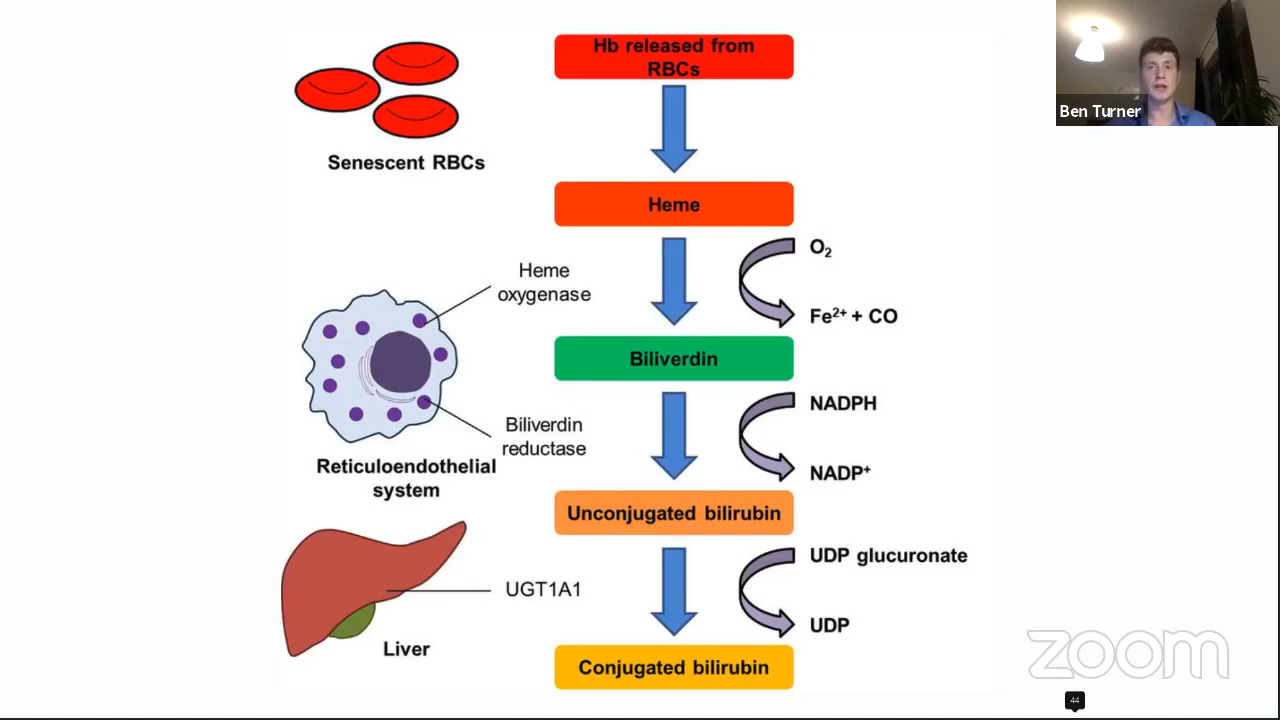 Hb released from
RBCs
Ben Turner
Senescent RBCs
Heme
O₂
Heme
oxygenase
Fe²⁺ + CO
Biliverdin
NADPH
Biliverdin
reductase
Reticuloendothelial
system
NADP⁺
Unconjugated bilirubin
UDP glucuronate
UGT1A1
UDP
Liver
Conjugated bilirubin
zoom
44